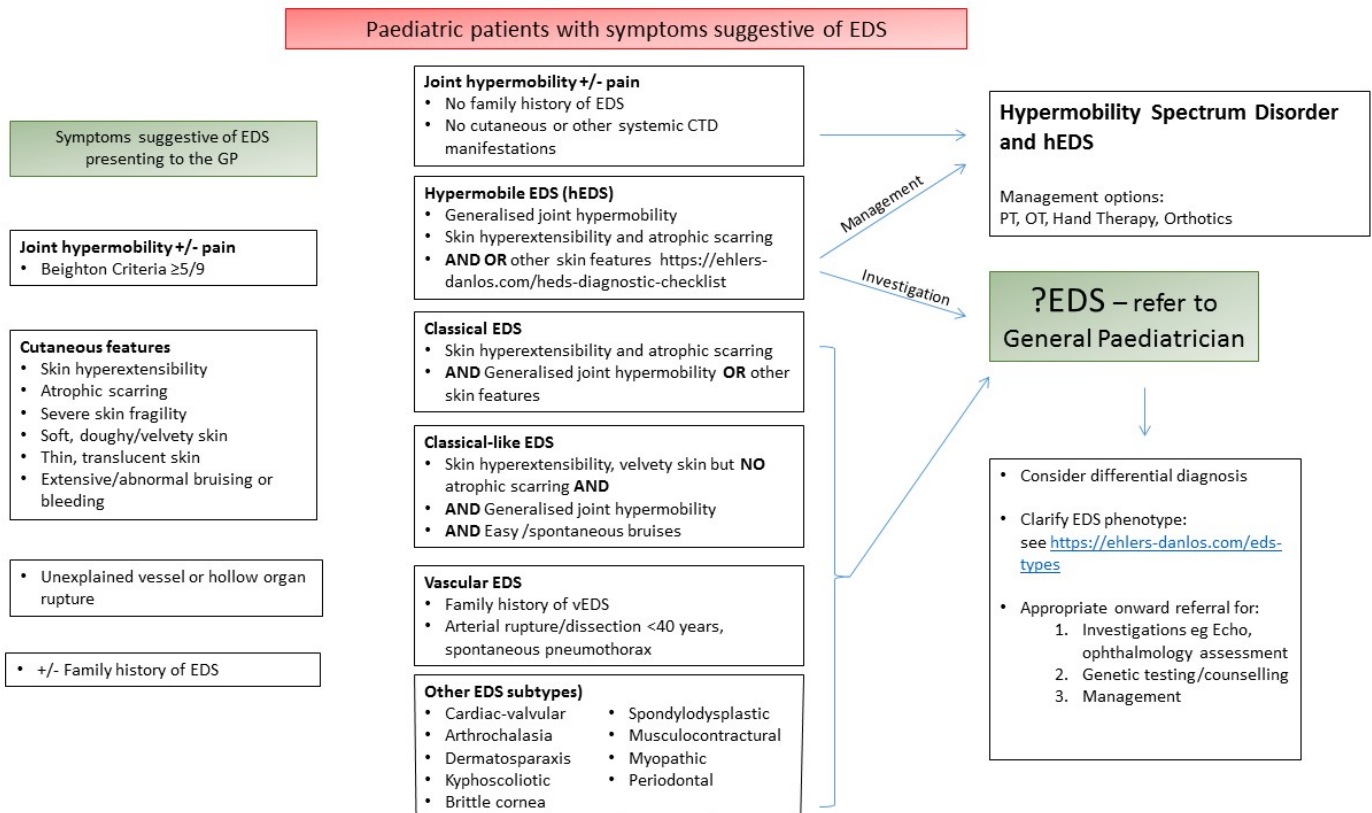 Paediatric patients with symptoms suggestive of EDS
Symptoms suggestive of EDS
presenting to the GP
Joint hypermobility +/- pain
• Beighton Criteria ≥5/9
Cutaneous features
• Skin hyperextensibility
• Atrophic scarring
• Severe skin fragility
• Soft, doughy/velvety skin
• Thin, translucent skin
• Extensive/abnormal bruising or
bleeding
• Unexplained vessel or hollow organ
rupture
• +/- Family history of EDS
Joint hypermobility +/- pain
• No family history of EDS
• No cutaneous or other systemic CTD
manifestations
Hypermobile EDS (hEDS)
• Generalised joint hypermobility
• Skin hyperextensibility and atrophic scarring
• AND OR other skin features https://ehlers-
danlos.com/heds-diagnostic-checklist
Classical EDS
• Skin hyperextensibility and atrophic scarring
• AND Generalised joint hypermobility OR other
skin features
Classical-like EDS
• Skin hyperextensibility, velvety skin but NO
atrophic scarring AND
• AND Generalised joint hypermobility
• AND Easy /spontaneous bruises
Vascular EDS
• Family history of vEDS
• Arterial rupture/dissection <40 years,
spontaneous pneumothorax
Other EDS subtypes)
• Cardiac-valvular
• Arthrochalasia
• Dermatosparaxis
• Kyphoscoliotic
• Brittle cornea
• Spondylodysplastic
• Musculocontractural
• Myopathic
• Periodontal
Management
Investigation
Hypermobility Spectrum Disorder
and hEDS
Management options:
PT, OT, Hand Therapy, Orthotics
?EDS – refer to
General Paediatrician
• Consider differential diagnosis
• Clarify EDS phenotype:
see https://ehlers-danlos.com/eds-
types
• Appropriate onward referral for:
1. Investigations eg Echo,
ophthalmology assessment
2. Genetic testing/counselling
3. Management